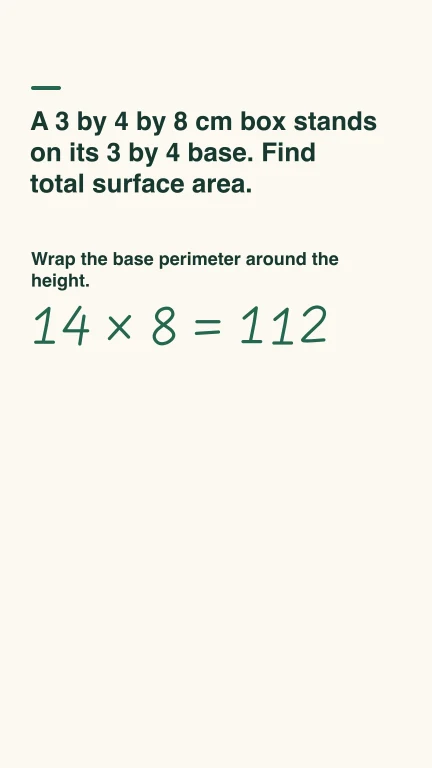 A 3 by 4 by 8 cm box stands
on its 3 by 4 base. Find
total surface area.
Wrap the base perimeter around the
height.
14 × 8 = 112